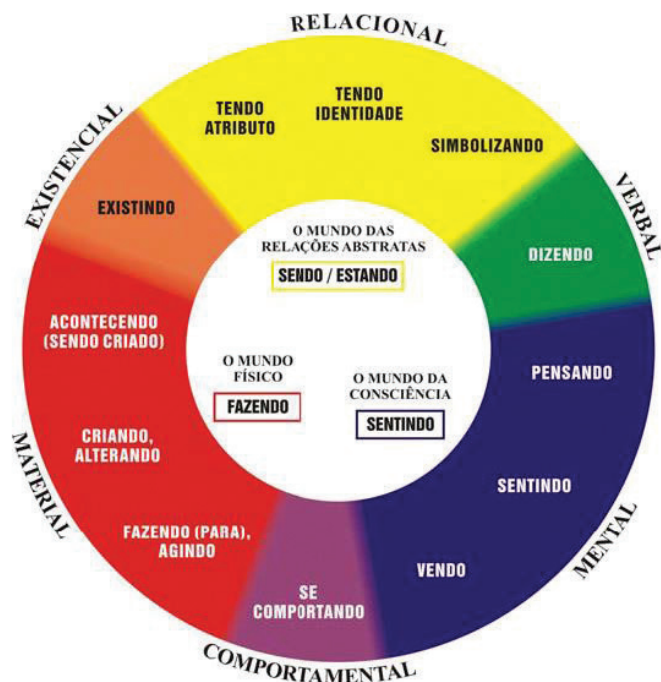 RELACIONAL
TENDO
ATRIBUTO
TENDO
IDENTIDADE
SIMBOLIZANDO
EXISTENCIAL
EXISTINDO
VERBAL
DIZENDO
O MUNDO DAS
RELAÇÕES ABSTRATAS
SENDO / ESTANDO
ACONTECENDO
(SENDO CRIADO)
O MUNDO
FÍSICO
FAZENDO
O MUNDO DA
CONSCIÊNCIA
SENTINDO
PENSANDO
MATERIAL
CRIANDO,
ALTERANDO
SENTINDO
MENTAL
FAZENDO (PARA),
AGINDO
VENDO
SE
COMPORTANDO
COMPORTAMENTAL